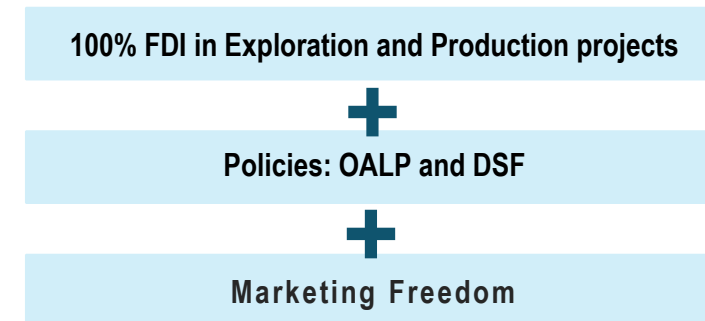 100% FDI in Exploration and Production projects
Policies: OALP and DSF
Marketing Freedom